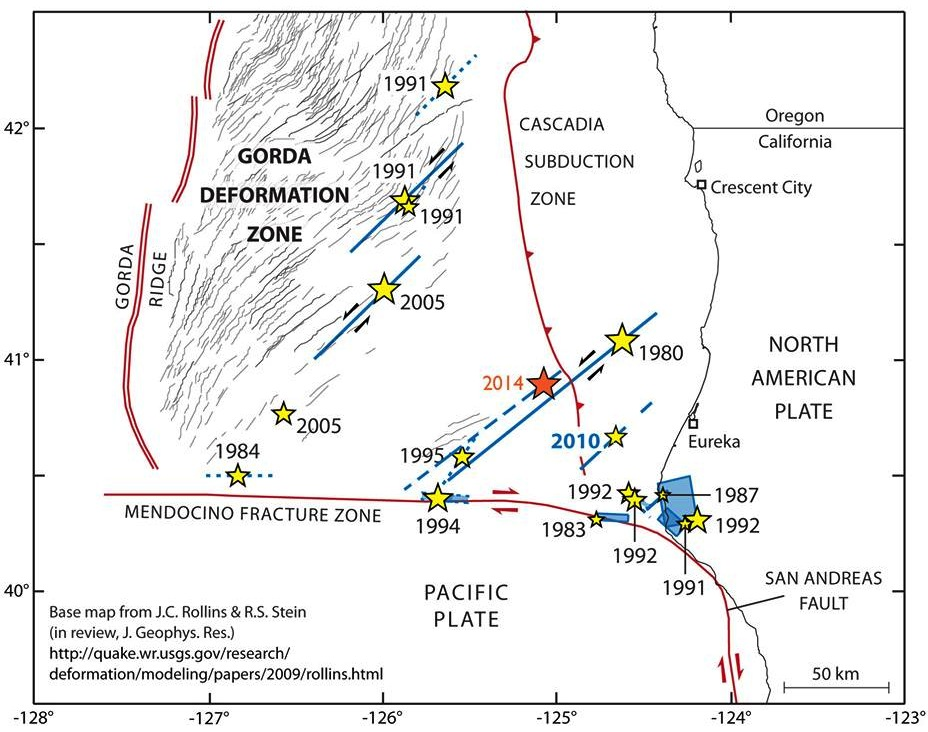 1991
42°
CASCADIA
SUBDUCTION
ZONE
Oregon
California
GORDA
DEFORMATION
ZONE
1991
1991
Crescent City
GORDA
RIDGE
2005
41°
1980
NORTH
AMERICAN
PLATE
2014
2005
2010
Eureka
1984
1995
MENDOCINO FRACTURE ZONE
1994
1992
1987
1983
1992
1992
1991
40°
PACIFIC
PLATE
SAN ANDREAS
FAULT
Base map from J.C. Rollins & R.S. Stein
(in review, J. Geophys. Res.)
http://quake.wr.usgs.gov/research/
deformation/modeling/papers/2009/rollins.html
50 km
-128°
-127°
-126°
-125°
-124°
-123°